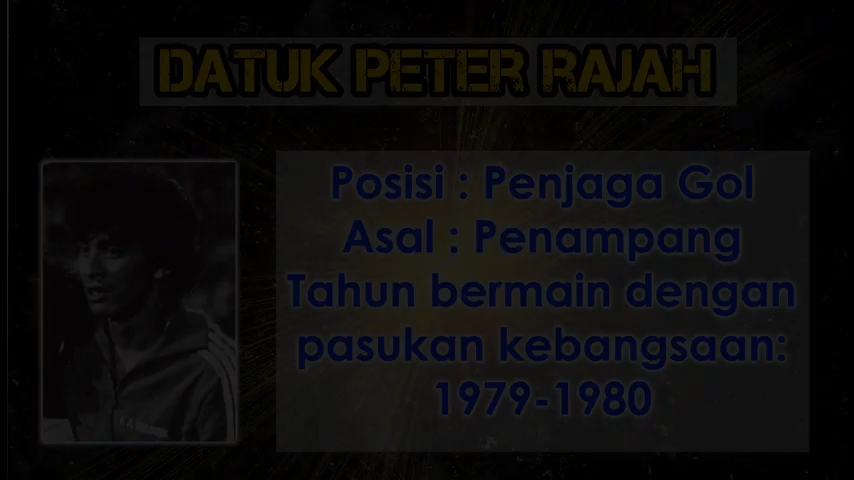 DATUK PETER RAJAH
Posisi : Penjaga Gol
Asal : Penampang
Tahun bermain dengan
pasukan kebangsaan:
1979-1980